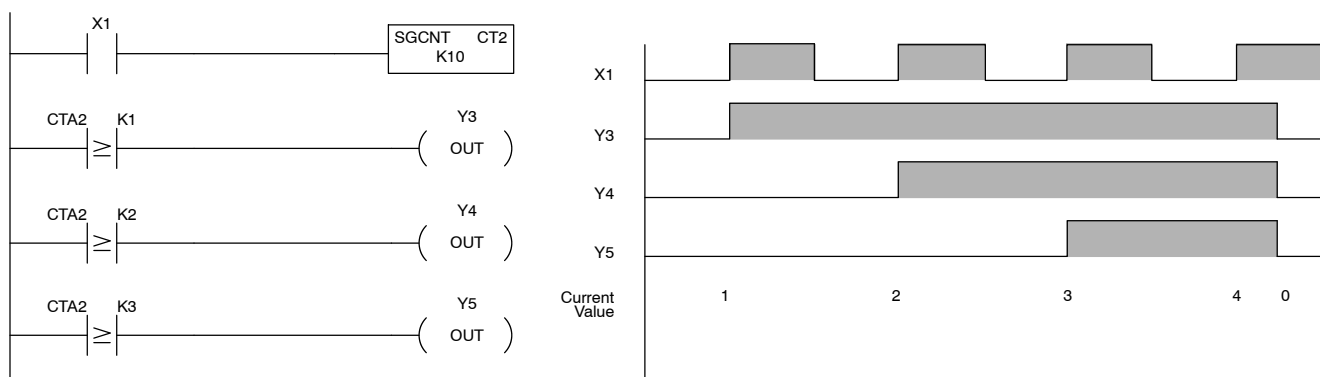 X1
SGCNT CT2
K10
CTA2 K1
≥
Y3
OUT
CTA2 K2
≥
Y4
OUT
CTA2 K3
≥
Y5
OUT
X1
Y3
Y4
Y5
Current
Value
1 2 3 4 0